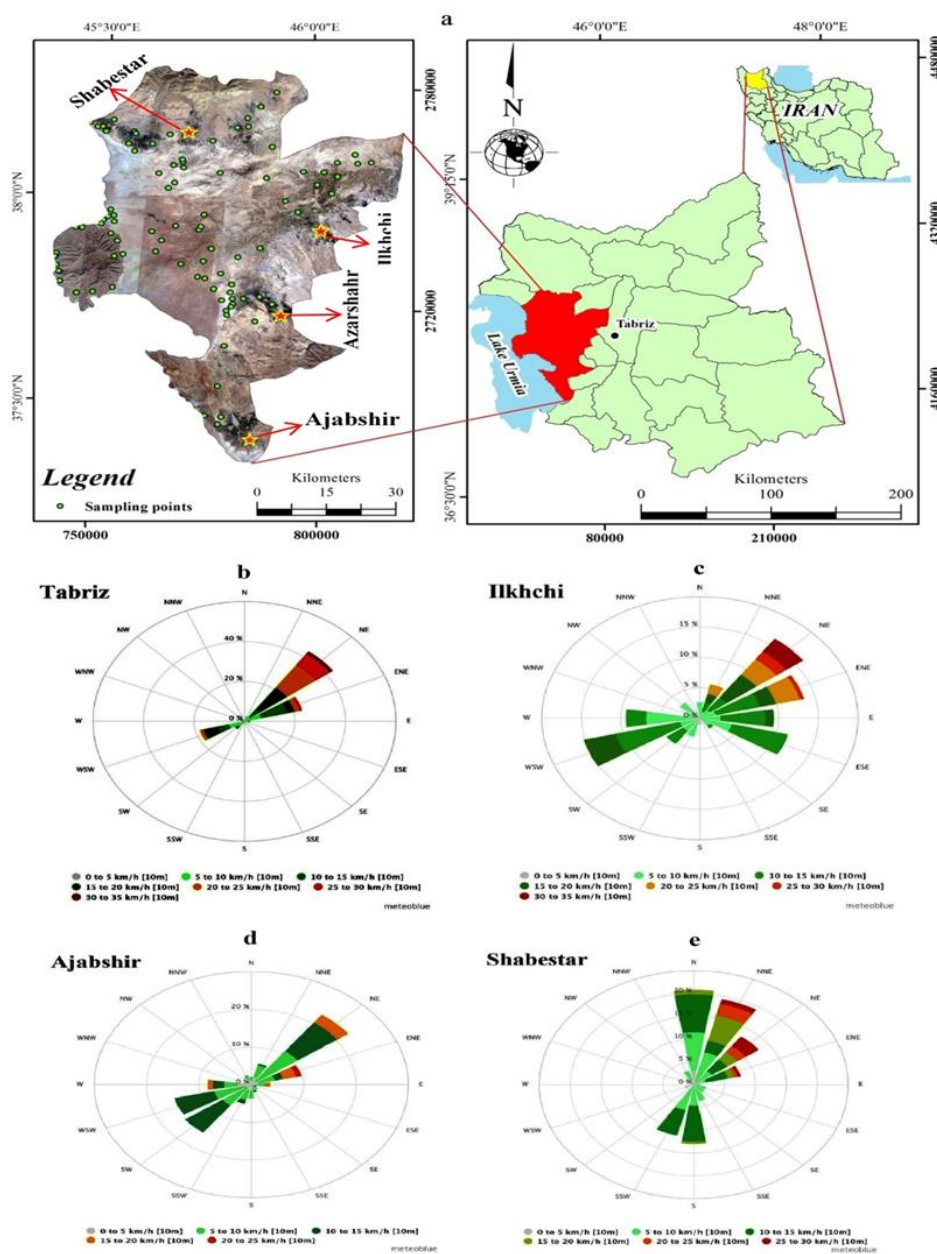 a
45°30'0"E
46°0'0"E
46°0'0"E
48°0'0"E
Shabestar
2780000
38°0'0"N
Ilkhchi
Azarshahr
2720000
37°30'0"N
Ajabshir
Legend
Sampling points
Kilometers
0 15 30
750000
800000
N
IRAN
4480000
39°15'0"N
4320000
Tabriz
Lake Urmia
4160000
36°30'0"N
Kilometers
0 100 200
80000
210000
b
Tabriz
N
NNW
NNE
NW
NE
WNW
ENE
W
E
WSW
ESE
SW
SE
SSW
SSE
S
40 %
20 %
0 %
0 to 5 km/h [10m] 5 to 10 km/h [10m] 10 to 15 km/h [10m]
15 to 20 km/h [10m] 20 to 25 km/h [10m] 25 to 30 km/h [10m]
30 to 35 km/h [10m]
meteoblue
c
Ilkhchi
N
NNW
NNE
NW
NE
WNW
ENE
W
E
WSW
ESE
SW
SE
SSW
SSE
S
15 %
10 %
5 %
0 %
0 to 5 km/h [10m] 5 to 10 km/h [10m] 10 to 15 km/h [10m]
15 to 20 km/h [10m] 20 to 25 km/h [10m] 25 to 30 km/h [10m]
30 to 35 km/h [10m]
meteoblue
d
Ajabshir
N
NNW
NNE
NW
NE
WNW
ENE
W
E
WSW
ESE
SW
SE
SSW
SSE
S
20 %
10 %
0 %
0 to 5 km/h [10m] 5 to 10 km/h [10m] 10 to 15 km/h [10m]
15 to 20 km/h [10m] 20 to 25 km/h [10m]
meteoblue
e
Shabestar
N
NNW
NNE
NW
NE
WNW
ENE
W
E
WSW
ESE
SW
SE
SSW
SSE
S
20 %
15 %
10 %
5 %
0 %
0 to 5 km/h [10m] 5 to 10 km/h [10m] 10 to 15 km/h [10m]
15 to 20 km/h [10m] 20 to 25 km/h [10m] 25 to 30 km/h [10m]
meteoblue